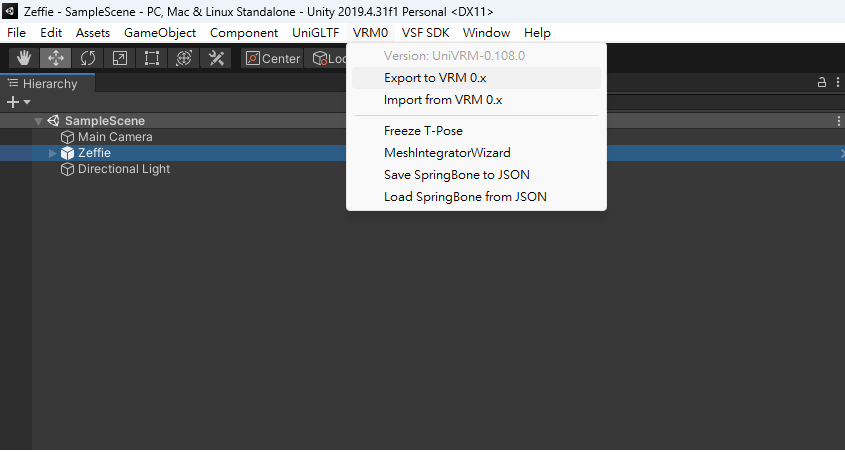 Zeffie - SampleScene - PC, Mac & Linux Standalone - Unity 2019.4.31f1 Personal <DX11>
File Edit Assets GameObject Component UniGLTF VRM0 VSF SDK Window Help
Center
Hierarchy
SampleScene
Main Camera
Zeffie
Directional Light
Version: UniVRM-0.108.0
Export to VRM 0.x
Import from VRM 0.x
Freeze T-Pose
MeshIntegratorWizard
Save SpringBone to JSON
Load SpringBone from JSON